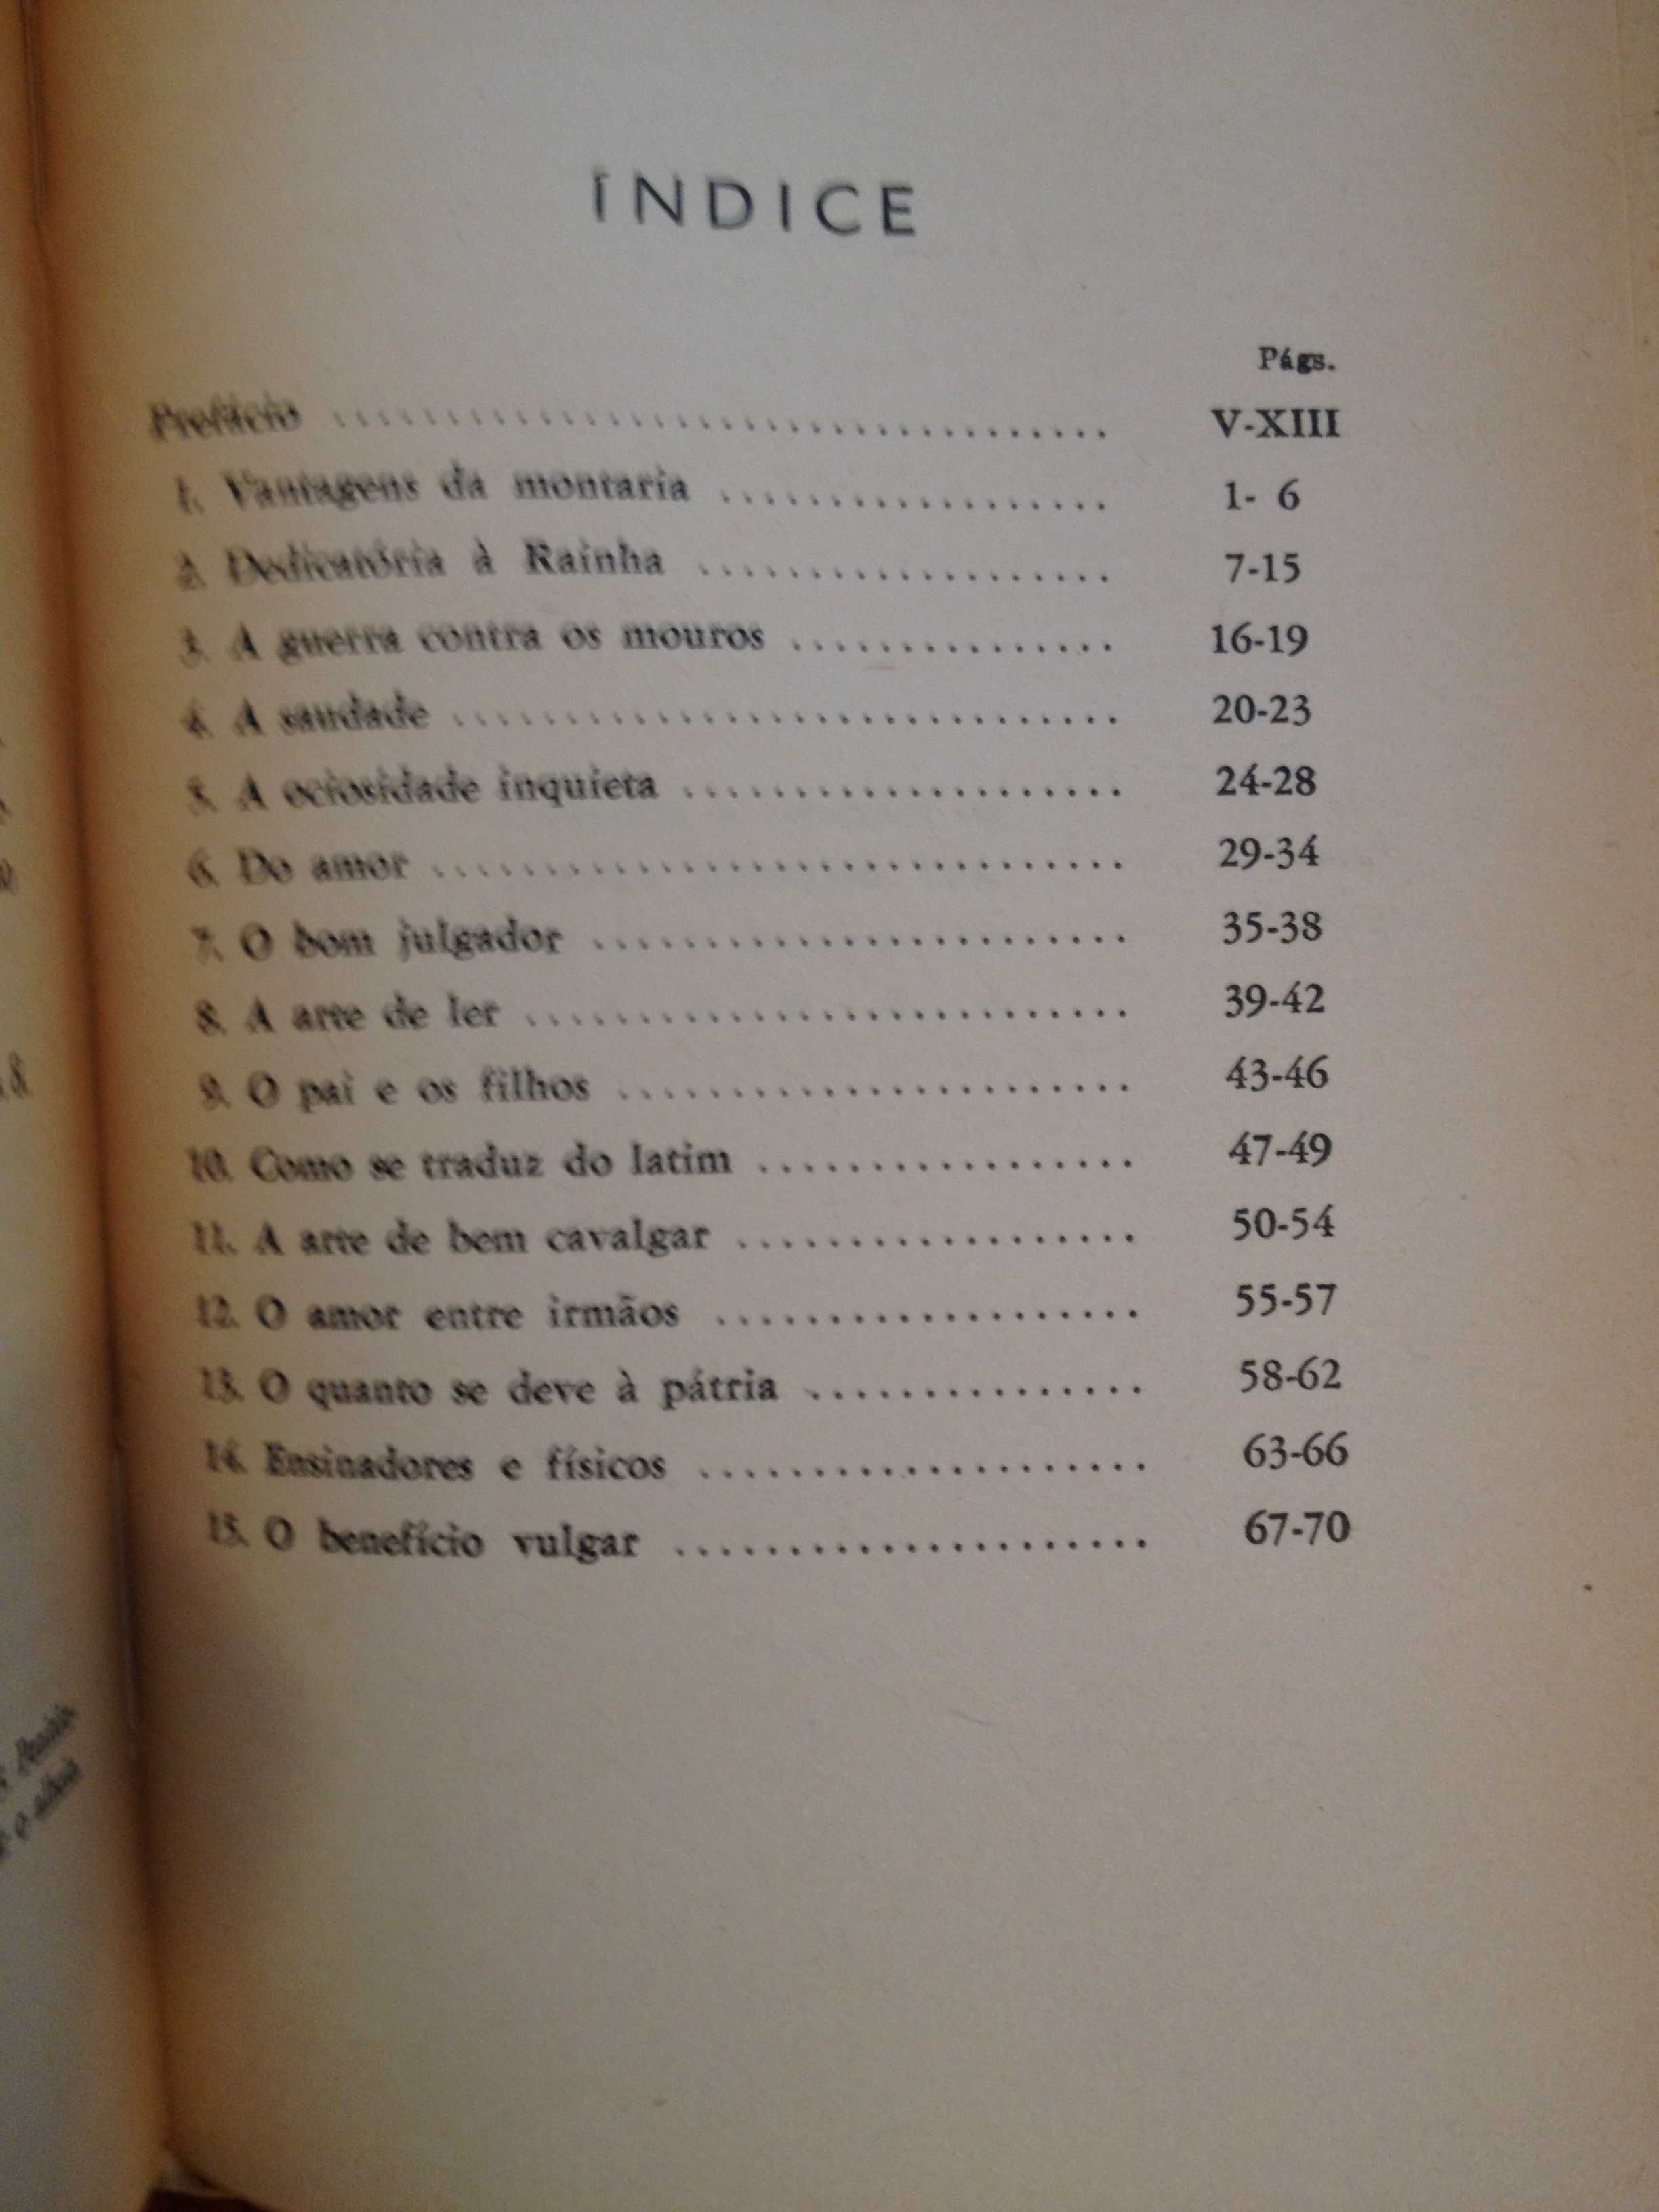 ÍNDICE
Págs.
Prefácio .................................. V-XIII
1. Vantagens da montaria .................. 1- 6
2. Dedicatória à Rainha ................... 7-15
3. A guerra contra os mouros ............... 16-19
4. A saudade .............................. 20-23
5. A ociosidade inquieta .................... 24-28
6. Do amor ............................... 29-34
7. O bom julgador ........................ 35-38
8. A arte de ler ........................... 39-42
9. O pai e os filhos ....................... 43-46
10. Como se traduz do latim ................. 47-49
11. A arte de bem cavalgar .................. 50-54
12. O amor entre irmãos ................... 55-57
13. O quanto se deve à pátria ............... 58-62
14. Ensinadores e físicos .................... 63-66
15. O benefício vulgar ..................... 67-70